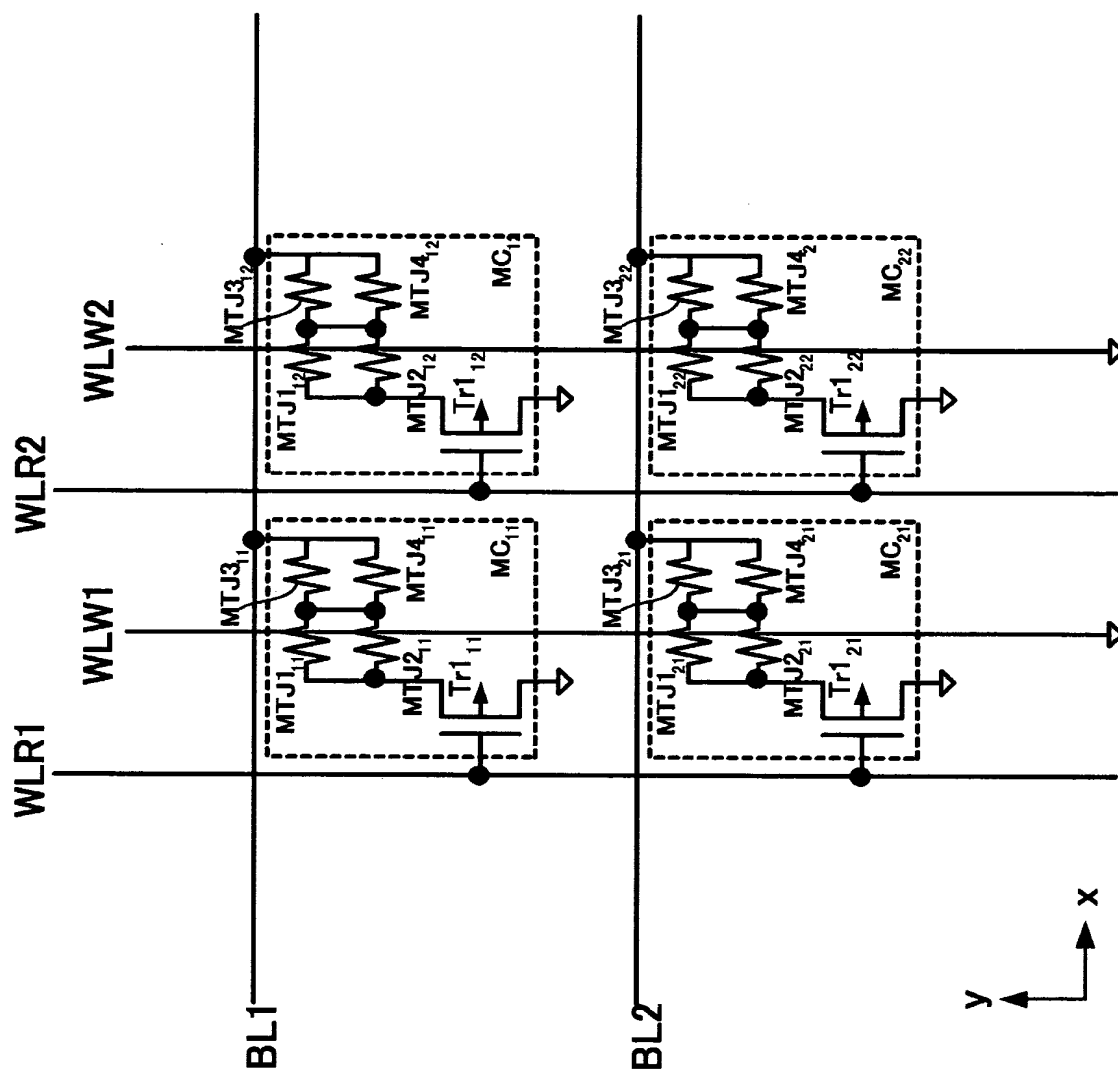 WLR1
WLW1
WLR2
WLW2
BL1
MTJ3₁₁
MTJ1₁₁
MTJ2₁₁
MTJ4₁₁
Tr1₁₁
MC₁₁
MTJ3₁₂
MTJ1₁₂
MTJ2₁₂
MTJ4₁₂
Tr1₁₂
MC₁₂
BL2
MTJ3₂₁
MTJ1₂₁
MTJ2₂₁
MTJ4₂₁
Tr1₂₁
MC₂₁
MTJ3₂₂
MTJ1₂₂
MTJ2₂₂
MTJ4₂
Tr1₂₂
MC₂₂
y
x